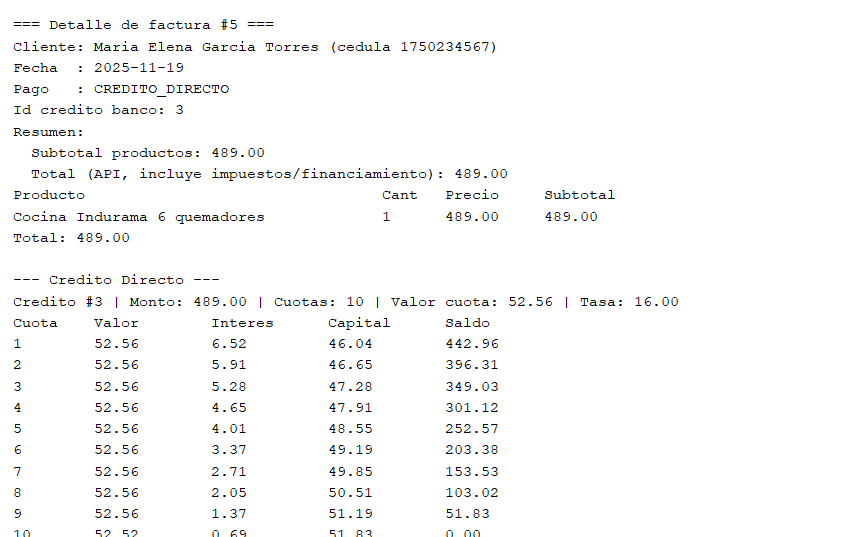 === Detalle de factura #5 ===
Cliente: Maria Elena Garcia Torres (cedula 1750234567)
Fecha  : 2025-11-19
Pago   : CREDITO_DIRECTO
Id credito banco: 3
Resumen:
  Subtotal productos: 489.00
  Total (API, incluye impuestos/financiamiento): 489.00
Producto                                 Cant   Precio     Subtotal
Cocina Indurama 6 quemadores             1      489.00     489.00
Total: 489.00

--- Credito Directo ---
Credito #3 | Monto: 489.00 | Cuotas: 10 | Valor cuota: 52.56 | Tasa: 16.00
Cuota    Valor        Interes      Capital      Saldo
1        52.56        6.52         46.04        442.96
2        52.56        5.91         46.65        396.31
3        52.56        5.28         47.28        349.03
4        52.56        4.65         47.91        301.12
5        52.56        4.01         48.55        252.57
6        52.56        3.37         49.19        203.38
7        52.56        2.71         49.85        153.53
8        52.56        2.05         50.51        103.02
9        52.56        1.37         51.19        51.83
10       52.52        0.69         51.83        0.00